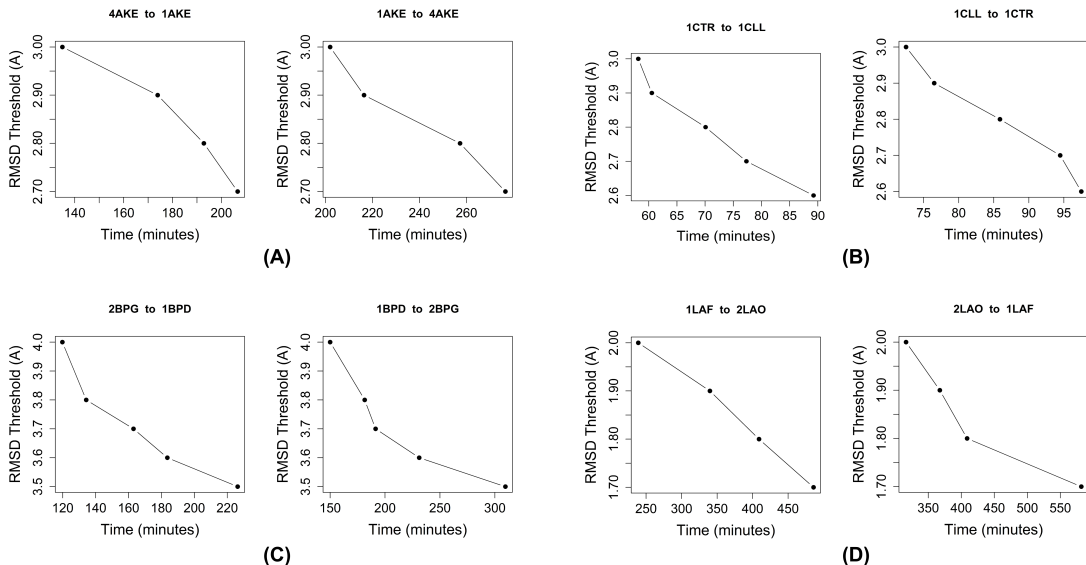 4AKE to 1AKE
RMSD Threshold (A)
3.00
2.90
2.80
2.70
140 160 180 200
Time (minutes)
1AKE to 4AKE
RMSD Threshold (A)
3.00
2.90
2.80
2.70
200 220 240 260
Time (minutes)
(A)
1CTR to 1CLL
RMSD Threshold (A)
3.0
2.9
2.8
2.7
2.6
60 65 70 75 80 85 90
Time (minutes)
1CLL to 1CTR
RMSD Threshold (A)
3.0
2.9
2.8
2.7
2.6
75 80 85 90 95
Time (minutes)
(B)
2BPG to 1BPD
RMSD Threshold (A)
4.0
3.9
3.8
3.7
3.6
3.5
120 140 160 180 200 220
Time (minutes)
1BPD to 2BPG
RMSD Threshold (A)
4.0
3.9
3.8
3.7
3.6
3.5
150 200 250 300
Time (minutes)
(C)
1LAF to 2LAO
RMSD Threshold (A)
2.00
1.90
1.80
1.70
250 300 350 400 450
Time (minutes)
2LAO to 1LAF
RMSD Threshold (A)
2.00
1.90
1.80
1.70
350 400 450 500 550
Time (minutes)
(D)